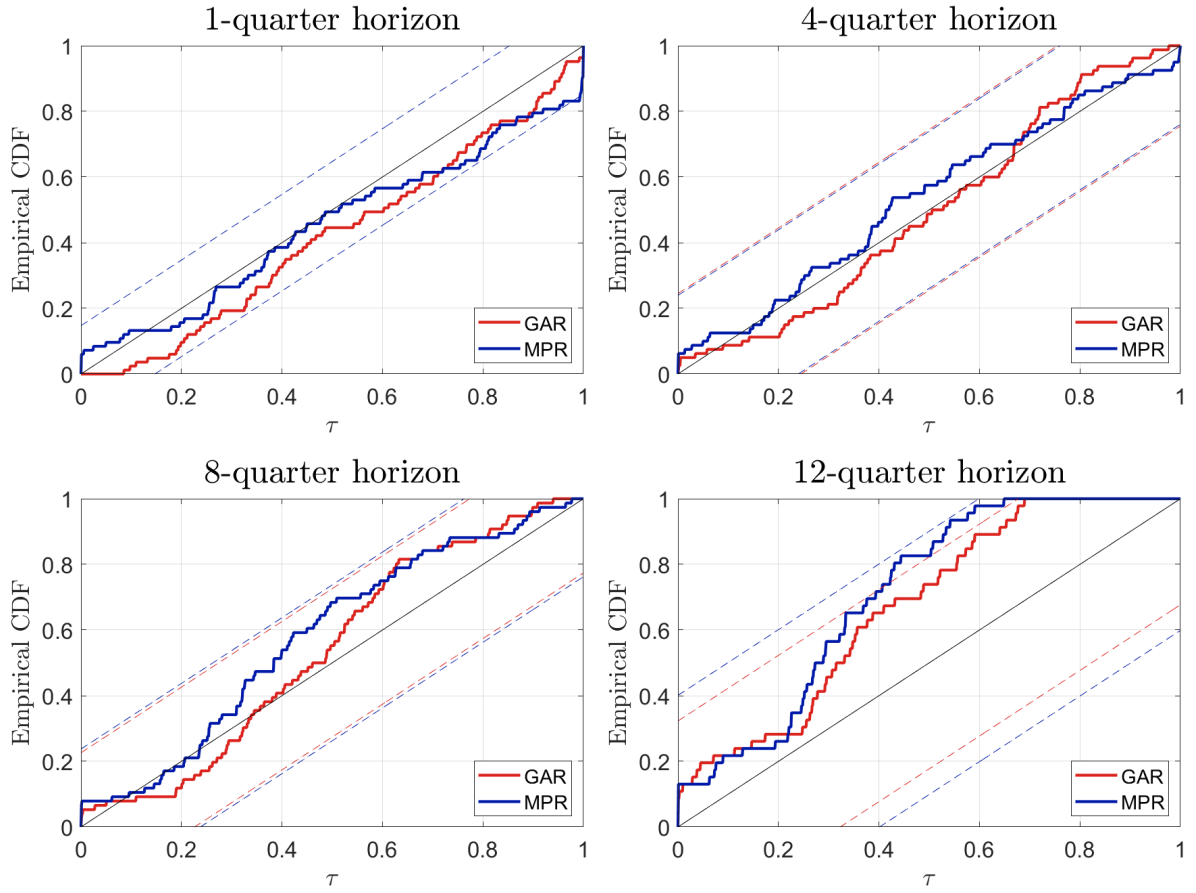 1-quarter horizon
1
0.8
0.6
0.4
0.2
0
Empirical CDF
0 0.2 0.4 0.6 0.8 1
τ
GAR
MPR
4-quarter horizon
1
0.8
0.6
0.4
0.2
0
Empirical CDF
0 0.2 0.4 0.6 0.8 1
τ
GAR
MPR
8-quarter horizon
1
0.8
0.6
0.4
0.2
0
Empirical CDF
0 0.2 0.4 0.6 0.8 1
τ
GAR
MPR
12-quarter horizon
1
0.8
0.6
0.4
0.2
0
Empirical CDF
0 0.2 0.4 0.6 0.8 1
τ
GAR
MPR